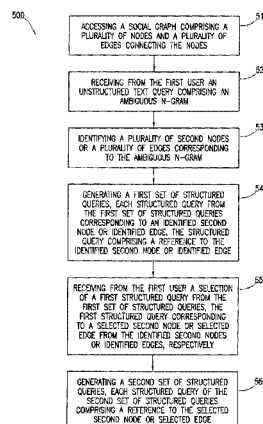 500
51
ACCESSING A SOCIAL GRAPH COMPRISING A
PLURALITY OF NODES AND A PLURALITY OF
EDGES CONNECTING THE NODES
52
RECEIVING FROM THE FIRST USER AN
UNSTRUCTURED TEXT QUERY COMPRISING AN
AMBIGUOUS N-GRAM
53
IDENTIFYING A PLURALITY OF SECOND NODES
OR A PLURALITY OF EDGES CORRESPONDING
TO THE AMBIGUOUS N-GRAM
54
GENERATING A FIRST SET OF STRUCTURED
QUERIES, EACH STRUCTURED QUERY FROM
THE FIRST SET OF STRUCTURED QUERIES
CORRESPONDING TO AN IDENTIFIED SECOND
NODE OR IDENTIFIED EDGE, THE STRUCTURED
QUERY COMPRISING A REFERENCE TO THE
IDENTIFIED SECOND NODE OR IDENTIFIED EDGE
55
RECEIVING FROM THE FIRST USER A SELECTION
OF A FIRST STRUCTURED QUERY FROM THE
FIRST SET OF STRUCTURED QUERIES, THE
FIRST STRUCTURED QUERY CORRESPONDING
TO A SELECTED SECOND NODE OR SELECTED
EDGE FROM THE IDENTIFIED SECOND NODES
OR IDENTIFIED EDGES, RESPECTIVELY
56
GENERATING A SECOND SET OF STRUCTURED
QUERIES, EACH STRUCTURED QUERY OF THE
SECOND SET OF STRUCTURED QUERIES
COMPRISING A REFERENCE TO THE SELECTED
SECOND NODE OR SELECTED EDGE